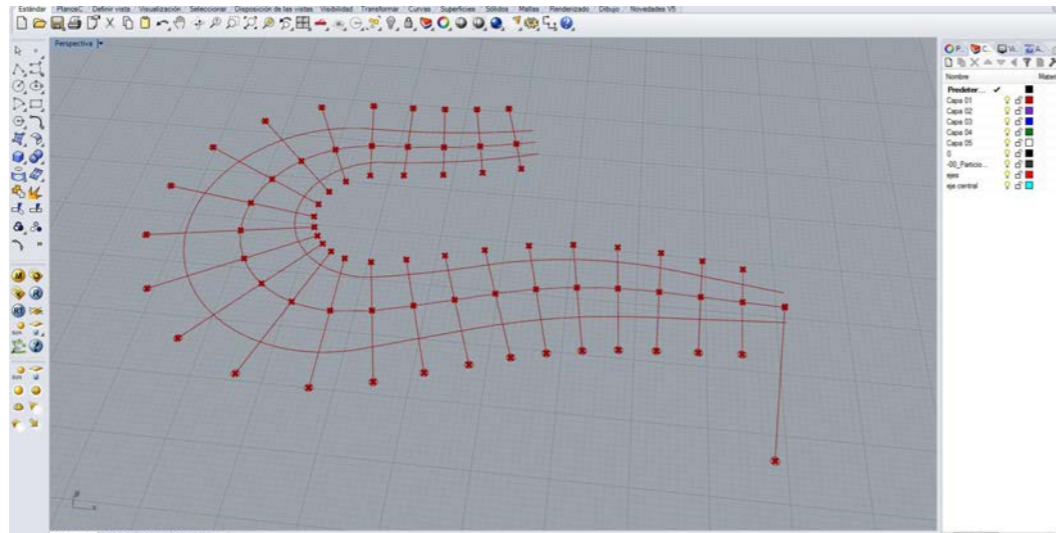 Estándar PlanosC Definir vista Visualización Seleccionar Disposición de las vistas Visibilidad Transformar Curvas Superficies Sólidos Mallas Renderizado Dibujo Novedades V5
Perspectiva
Nombre Mater
Predeter...
Capa 01
Capa 02
Capa 03
Capa 04
Capa 05
0
ejes
eje central